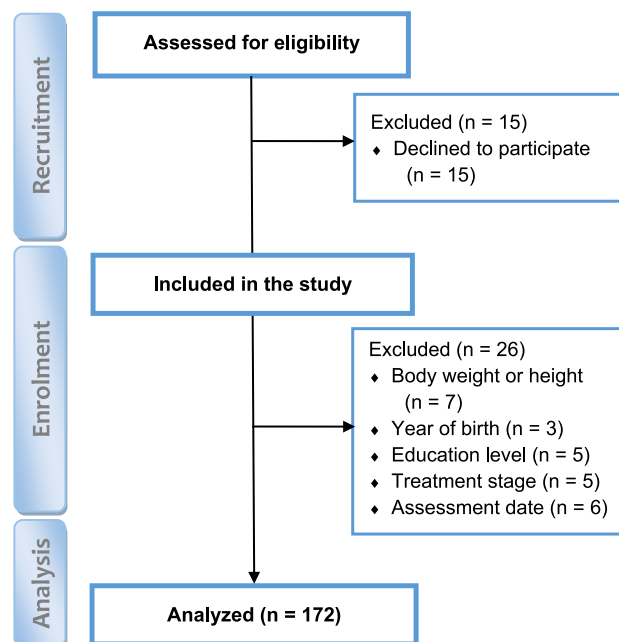 Recruitment
Assessed for eligibility
Excluded (n = 15)
♦ Declined to participate
(n = 15)
Enrolment
Included in the study
Excluded (n = 26)
♦ Body weight or height
(n = 7)
♦ Year of birth (n = 3)
♦ Education level (n = 5)
♦ Treatment stage (n = 5)
♦ Assessment date (n = 6)
Analysis
Analyzed (n = 172)